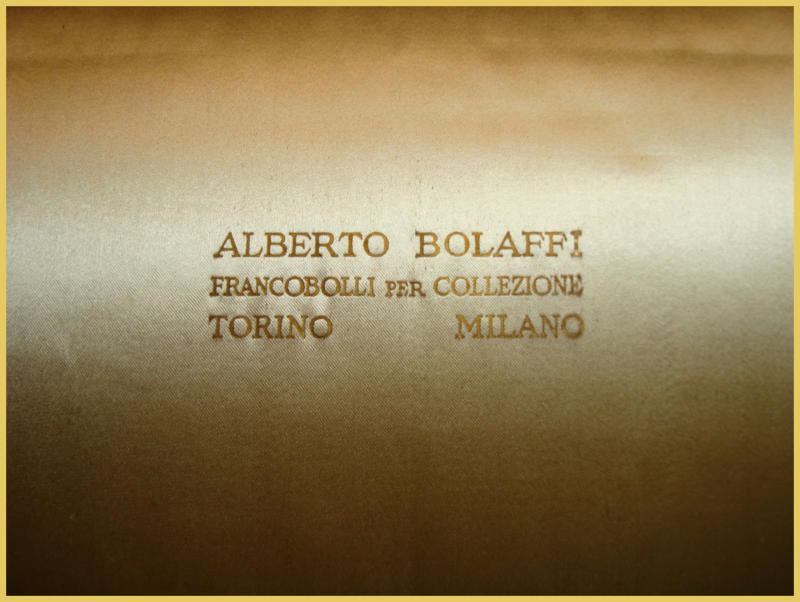 ALBERTO BOLAFFI
FRANCOBOLLI PER COLLEZIONE
TORINO MILANO